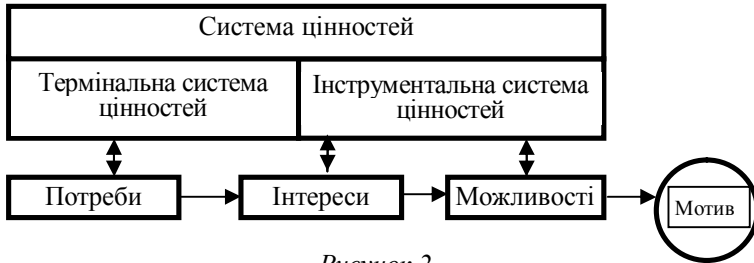 Система цінностей
Термінальна система
цінностей
Інструментальна система
цінностей
Потреби
Інтереси
Можливості
Мотив
Рисунок 2